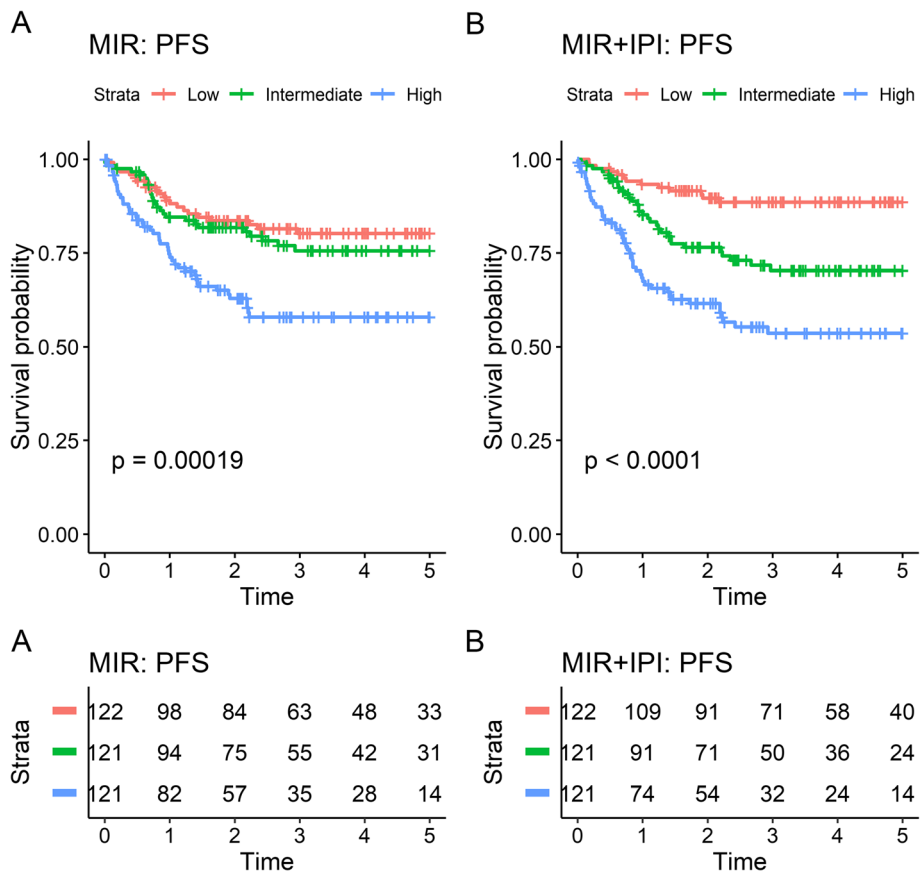 A
MIR: PFS
Strata Low Intermediate High
Survival probability
1.00
0.75
0.50
0.25
0.00
p = 0.00019
0 1 2 3 4 5
Time
B
MIR+IPI: PFS
Strata Low Intermediate High
Survival probability
1.00
0.75
0.50
0.25
0.00
p < 0.0001
0 1 2 3 4 5
Time
A
MIR: PFS
Strata
122 98 84 63 48 33
121 94 75 55 42 31
121 82 57 35 28 14
0 1 2 3 4 5
Time
B
MIR+IPI: PFS
Strata
122 109 91 71 58 40
121 91 71 50 36 24
121 74 54 32 24 14
0 1 2 3 4 5
Time